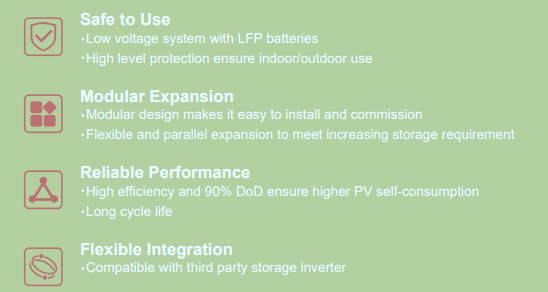 Safe to Use
·Low voltage system with LFP batteries
·High level protection ensure indoor/outdoor use
Modular Expansion
·Modular design makes it easy to install and commission
·Flexible and parallel expansion to meet increasing storage requirement
Reliable Performance
·High efficiency and 90% DoD ensure higher PV self-consumption
·Long cycle life
Flexible Integration
·Compatible with third party storage inverter